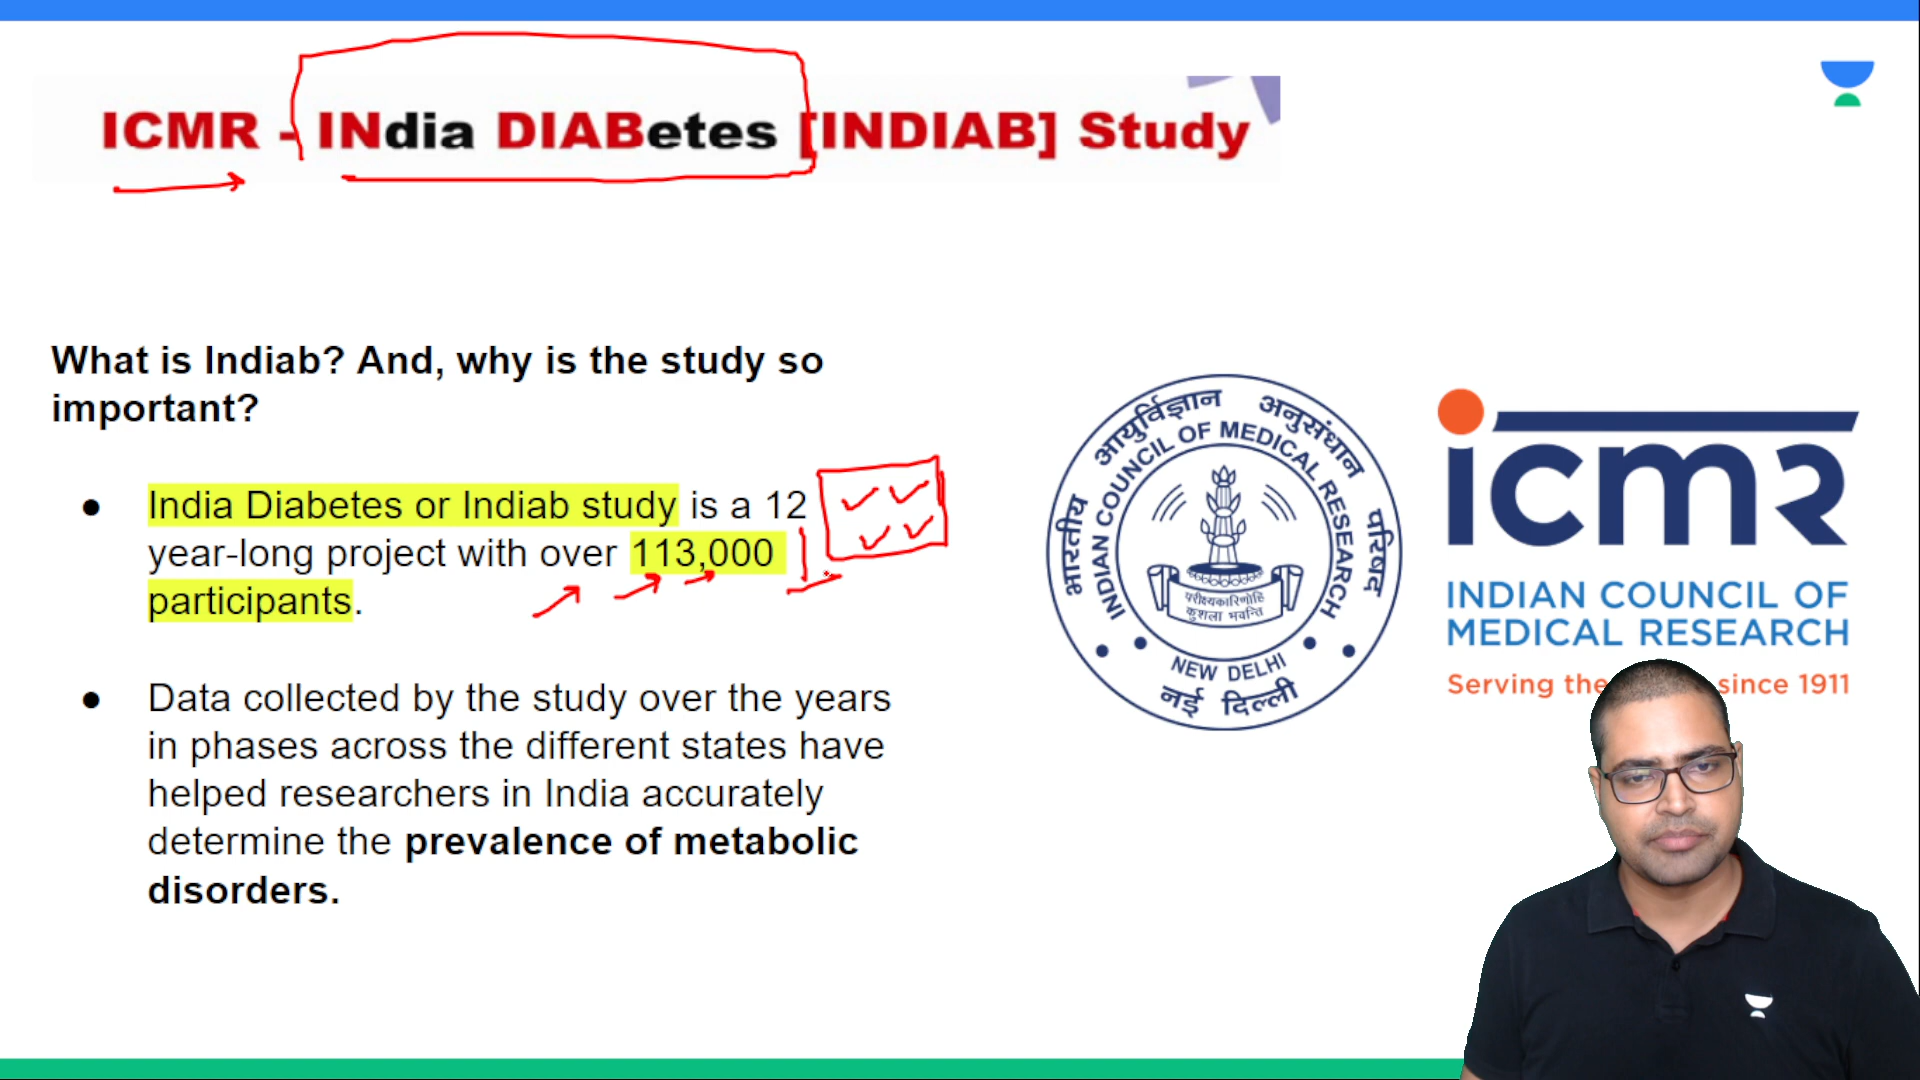 ICMR - INdia DIABetes [INDIAB] Study
What is Indiab? And, why is the study so
important?
● India Diabetes or Indiab study is a 12
year-long project with over 113,000
participants.
● Data collected by the study over the years
in phases across the different states have
helped researchers in India accurately
determine the prevalence of metabolic
disorders.
भारतीय आयुर्विज्ञान अनुसंधान परिषद
INDIAN COUNCIL OF MEDICAL RESEARCH
परीक्ष्यकारिणोहि
कुशला भवन्ति
NEW DELHI
नई दिल्ली
icmr
INDIAN COUNCIL OF
MEDICAL RESEARCH
Serving the since 1911